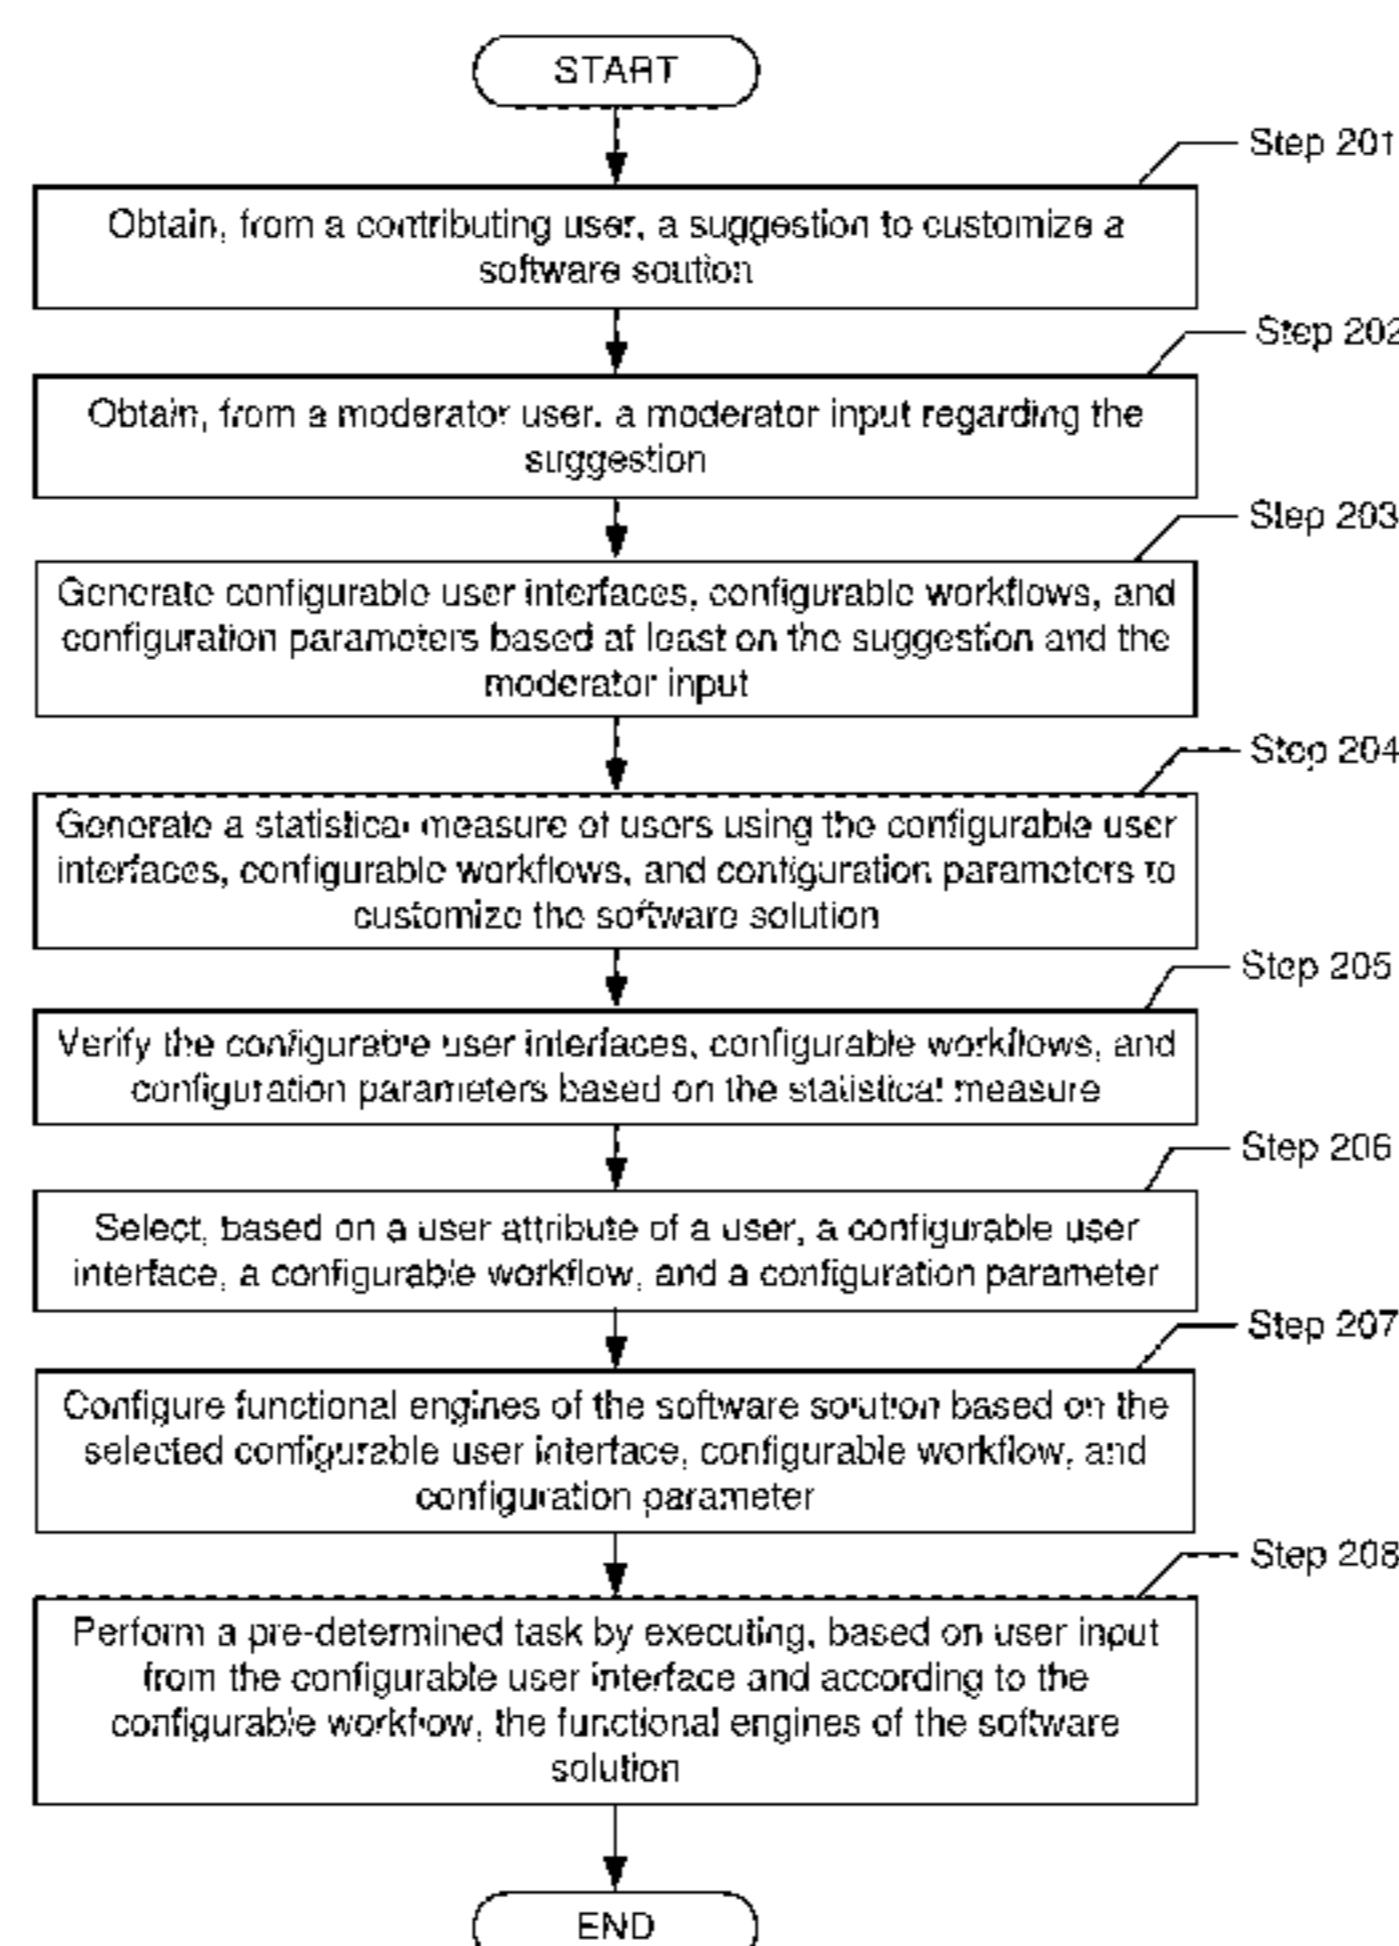 START
Step 201
Obtain, from a contributing user, a suggestion to customize a
software soution
Step 202
Obtain, from a moderator user, a moderator input regarding the
suggestion
Step 203
Generate configurable user interfaces, configurable workflows, and
configuration parameters based at least on the suggestion and the
moderator input
Step 204
Generate a statistical measure of users using the configurable user
interfaces, configurable workflows, and configuration parameters to
customize the software solution
Step 205
Verify the configurable user interfaces, configurable workflows, and
configuration parameters based on the statistical measure
Step 206
Select, based on a user attribute of a user, a configurable user
interface, a configurable workflow, and a configuration parameter
Step 207
Configure functional engines of the software solution based on the
selected configurable user interface, configurable workflow, and
configuration parameter
Step 208
Perform a pre-determined task by executing, based on user input
from the configurable user interface and according to the
configurable workflow, the functional engines of the software
solution
END